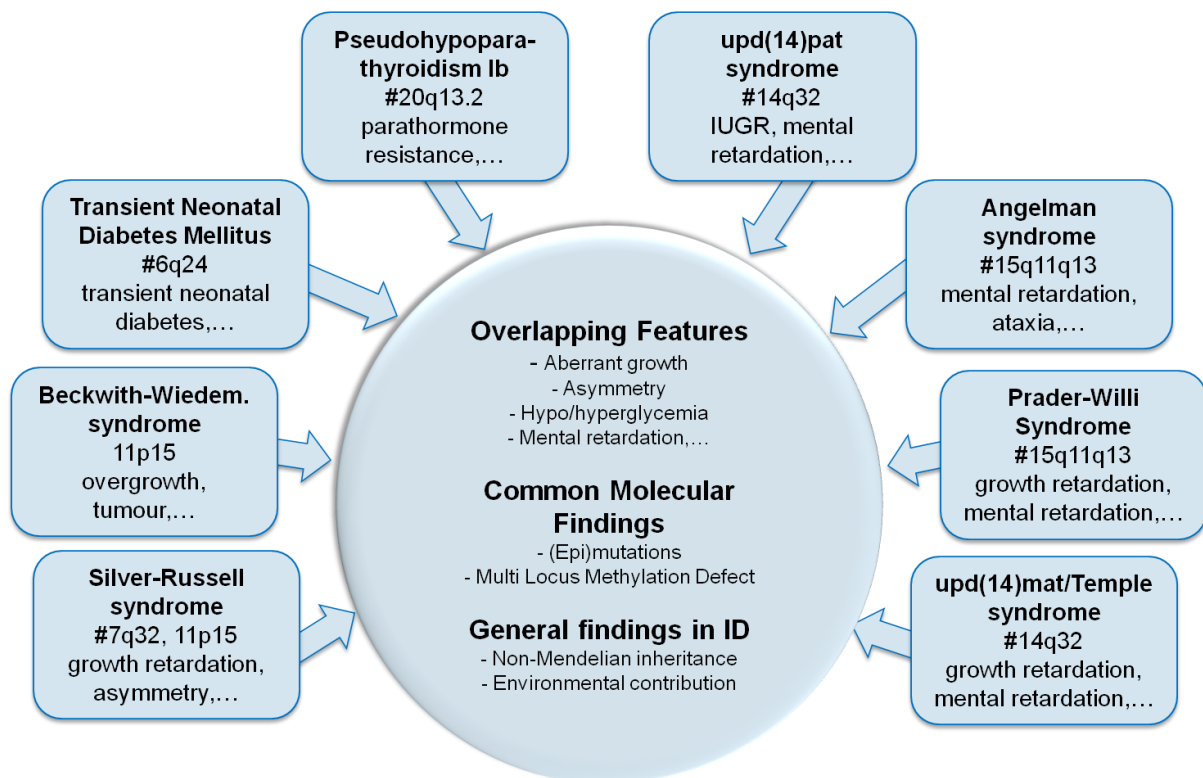 Pseudohypopara-
thyroidism Ib
#20q13.2
parathormone
resistance,…
upd(14)pat
syndrome
#14q32
IUGR, mental
retardation,…
Transient Neonatal
Diabetes Mellitus
#6q24
transient neonatal
diabetes,…
Angelman
syndrome
#15q11q13
mental retardation,
ataxia,…
Beckwith-Wiedem.
syndrome
11p15
overgrowth,
tumour,…
Prader-Willi
Syndrome
#15q11q13
growth retardation,
mental retardation,…
Silver-Russell
syndrome
#7q32, 11p15
growth retardation,
asymmetry,…
upd(14)mat/Temple
syndrome
#14q32
growth retardation,
mental retardation,…
Overlapping Features
- Aberrant growth
- Asymmetry
- Hypo/hyperglycemia
- Mental retardation,…
Common Molecular
Findings
- (Epi)mutations
- Multi Locus Methylation Defect
General findings in ID
- Non-Mendelian inheritance
- Environmental contribution